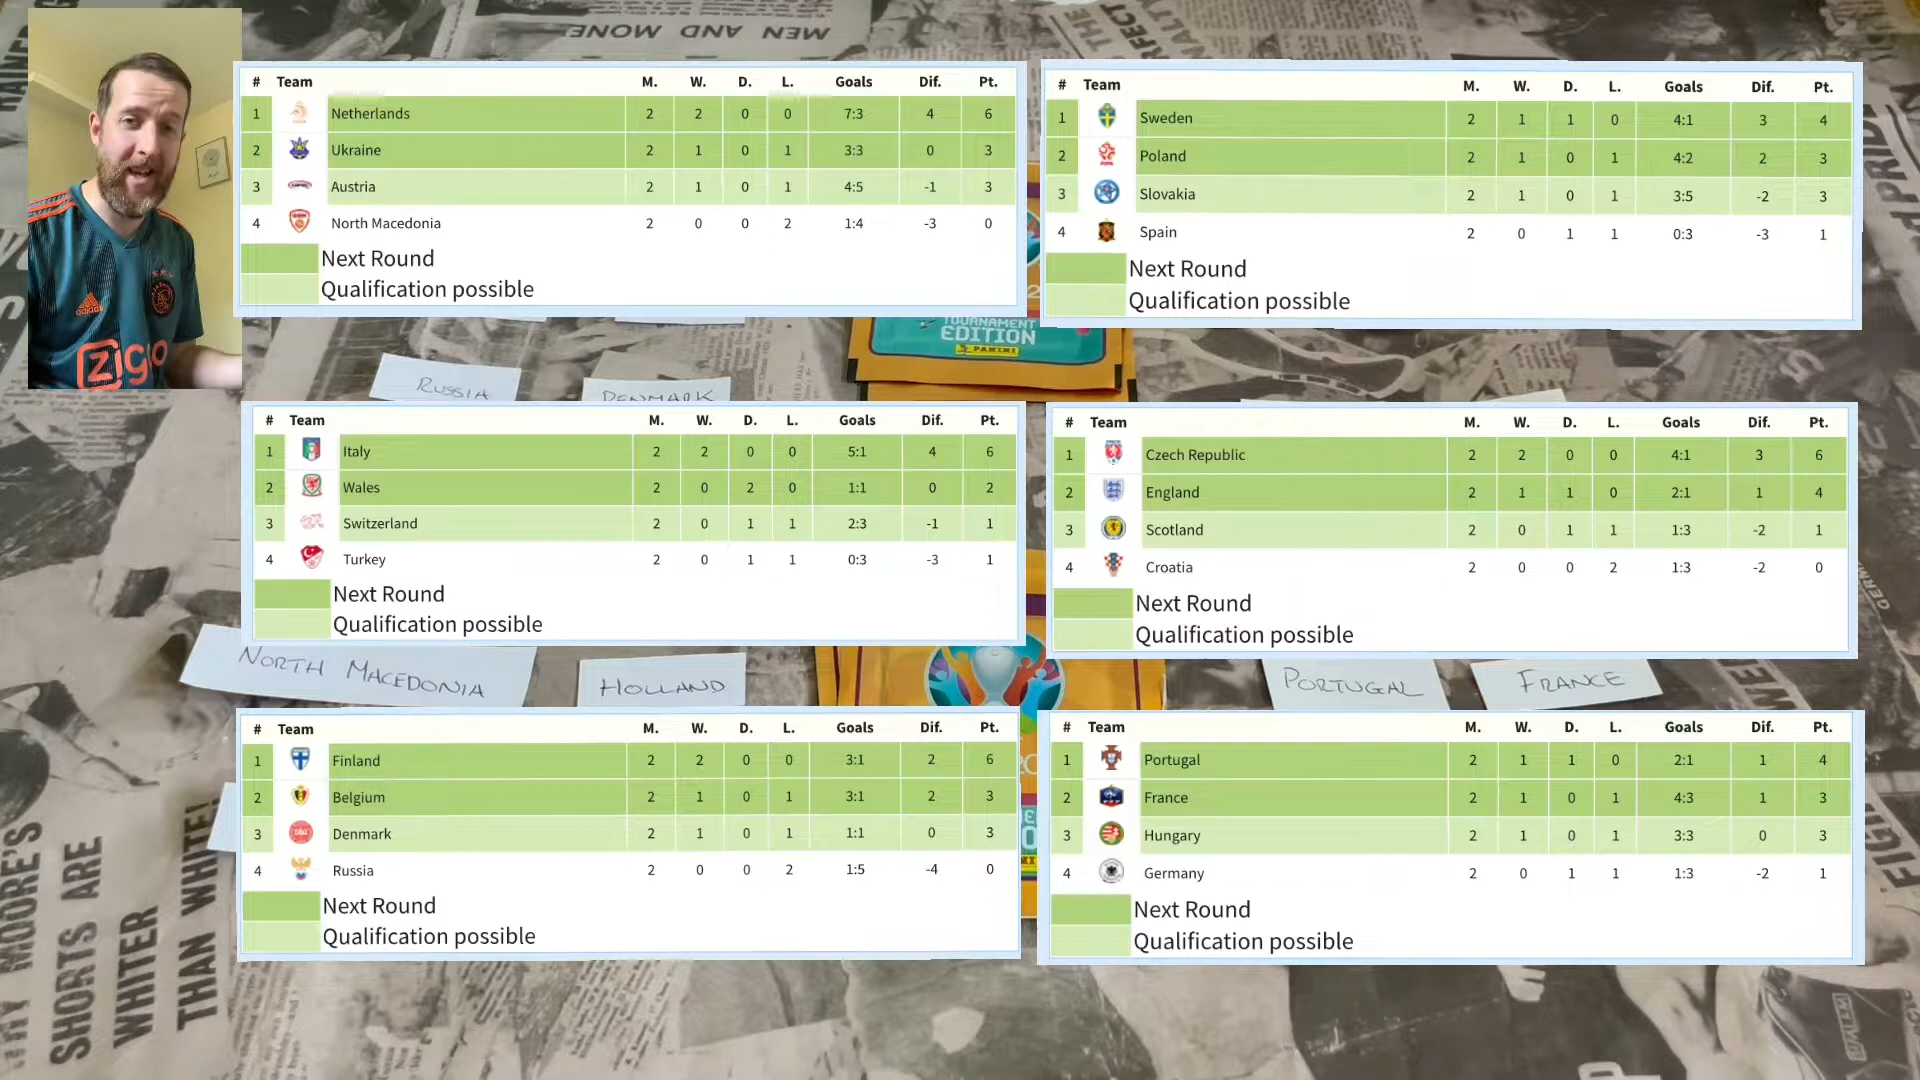 MEN AND WOMEN
# Team M. W. D. L. Goals Dif. Pt.
1 Netherlands 2 2 0 0 7:3 4 6
2 Ukraine 2 1 0 1 3:3 0 3
3 Austria 2 1 0 1 4:5 -1 3
4 North Macedonia 2 0 0 2 1:4 -3 0
Next Round
Qualification possible
# Team M. W. D. L. Goals Dif. Pt.
1 Sweden 2 1 1 0 4:1 3 4
2 Poland 2 1 0 1 4:2 2 3
3 Slovakia 2 1 0 1 3:5 -2 3
4 Spain 2 0 1 1 0:3 -3 1
Next Round
Qualification possible
adidas
Ziggo
TOURNAMENT
EDITION
PANINI
RUSSIA
DENMARK
# Team M. W. D. L. Goals Dif. Pt.
1 Italy 2 2 0 0 5:1 4 6
2 Wales 2 0 2 0 1:1 0 2
3 Switzerland 2 0 1 1 2:3 -1 1
4 Turkey 2 0 1 1 0:3 -3 1
Next Round
Qualification possible
# Team M. W. D. L. Goals Dif. Pt.
1 Czech Republic 2 2 0 0 4:1 3 6
2 England 2 1 1 0 2:1 1 4
3 Scotland 2 0 1 1 1:3 -2 1
4 Croatia 2 0 0 2 1:3 -2 0
Next Round
Qualification possible
NORTH MACEDONIA
HOLLAND
PORTUGAL
FRANCE
# Team M. W. D. L. Goals Dif. Pt.
1 Finland 2 2 0 0 3:1 2 6
2 Belgium 2 1 0 1 3:1 2 3
3 Denmark 2 1 0 1 1:1 0 3
4 Russia 2 0 0 2 1:5 -4 0
Next Round
Qualification possible
# Team M. W. D. L. Goals Dif. Pt.
1 Portugal 2 1 1 0 2:1 1 4
2 France 2 1 0 1 4:3 1 3
3 Hungary 2 1 0 1 3:3 0 3
4 Germany 2 0 1 1 1:3 -2 1
Next Round
Qualification possible
MOORE'S
SHORTS ARE
WHITER
THAN WHITE!